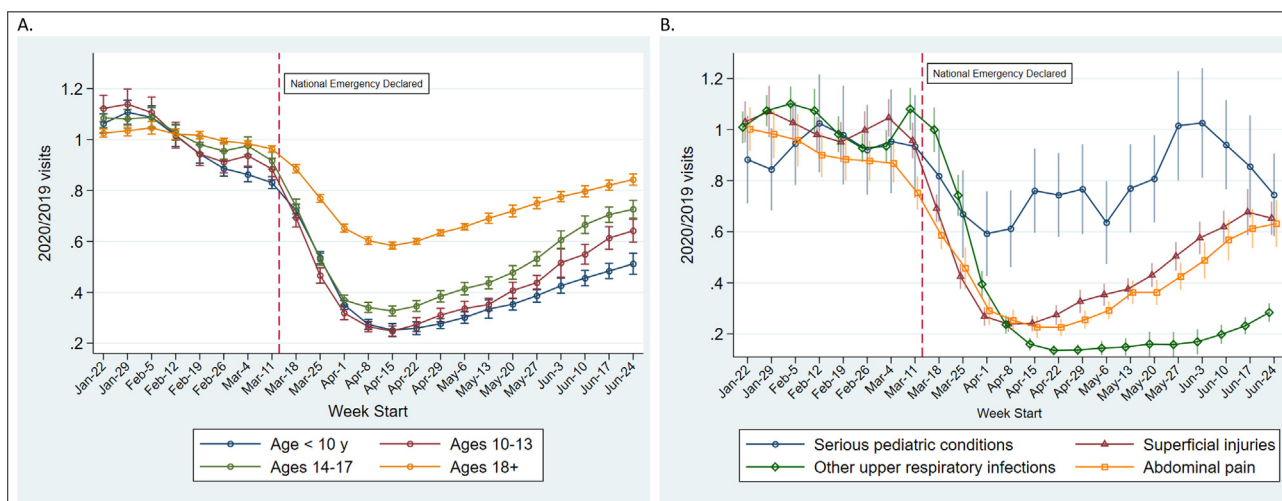 A.
National Emergency Declared
2020/2019 visits
1.2
1
.8
.6
.4
.2
Jan-22
Jan-29
Feb-5
Feb-12
Feb-19
Feb-26
Mar-4
Mar-11
Mar-18
Mar-25
Apr-1
Apr-8
Apr-15
Apr-22
Apr-29
May-6
May-13
May-20
May-27
Jun-3
Jun-10
Jun-17
Jun-24
Week Start
Age < 10 y
Ages 10-13
Ages 14-17
Ages 18+
B.
National Emergency Declared
2020/2019 visits
1.2
1
.8
.6
.4
.2
Jan-22
Jan-29
Feb-5
Feb-12
Feb-19
Feb-26
Mar-4
Mar-11
Mar-18
Mar-25
Apr-1
Apr-8
Apr-15
Apr-22
Apr-29
May-6
May-13
May-20
May-27
Jun-3
Jun-10
Jun-17
Jun-24
Week Start
Serious pediatric conditions
Superficial injuries
Other upper respiratory infections
Abdominal pain